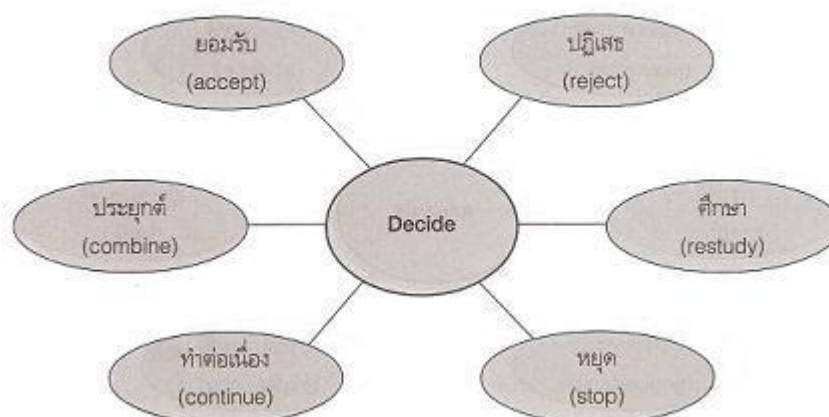 ยอมรับ
(accept)
ปฏิเสธ
(reject)
ประยุกต์
(combine)
Decide
ศึกษา
(restudy)
ทำต่อเนื่อง
(continue)
หยุด
(stop)